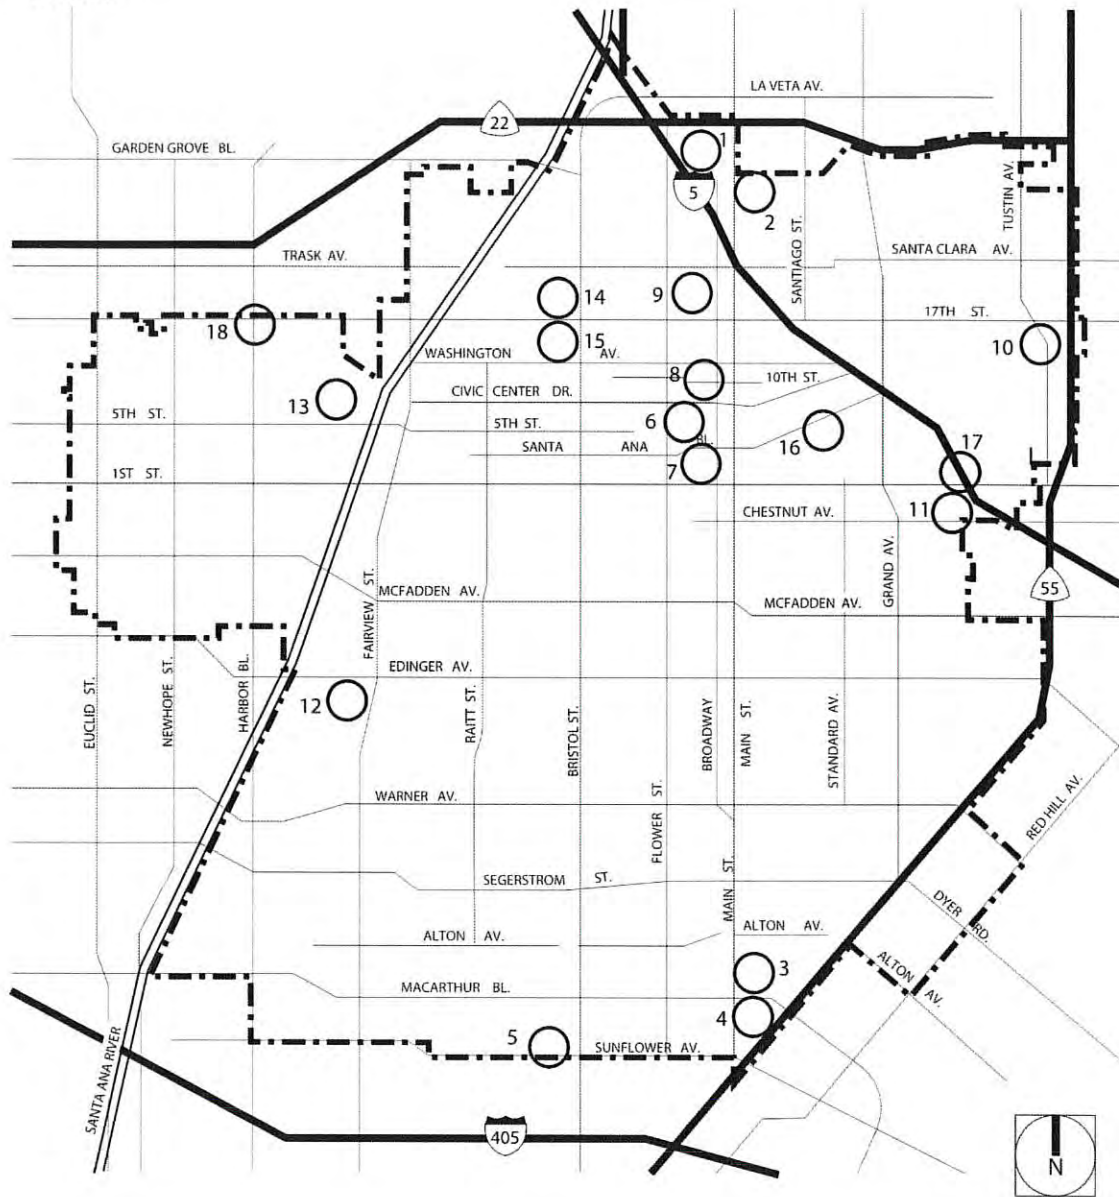 LA VETA AV.
22
GARDEN GROVE BL.
1
5
2
TUSTIN AV.
SANTIAGO ST.
TRASK AV.
SANTA CLARA AV.
14
9
18
17TH ST.
15
10
WASHINGTON AV.
8
10TH ST.
13
CIVIC CENTER DR.
5TH ST.
6
5TH ST.
16
SANTA ANA BL.
7
17
1ST ST.
11
CHESTNUT AV.
GRAND AV.
55
FAIRVIEW ST.
MCFADDEN AV.
MCFADDEN AV.
EUCLID ST.
NEWHOPE ST.
HARBOR BL.
EDINGER AV.
12
RAITT ST.
BRISTOL ST.
BROADWAY
MAIN ST.
STANDARD AV.
WARNER AV.
FLOWER ST.
RED HILL AV.
SEGERSTROM ST.
MAIN ST.
DYER RD.
ALTON AV.
ALTON AV.
3
ALTON AV.
MACARTHUR BL.
4
5
SUNFLOWER AV.
SANTA ANA RIVER
405
N